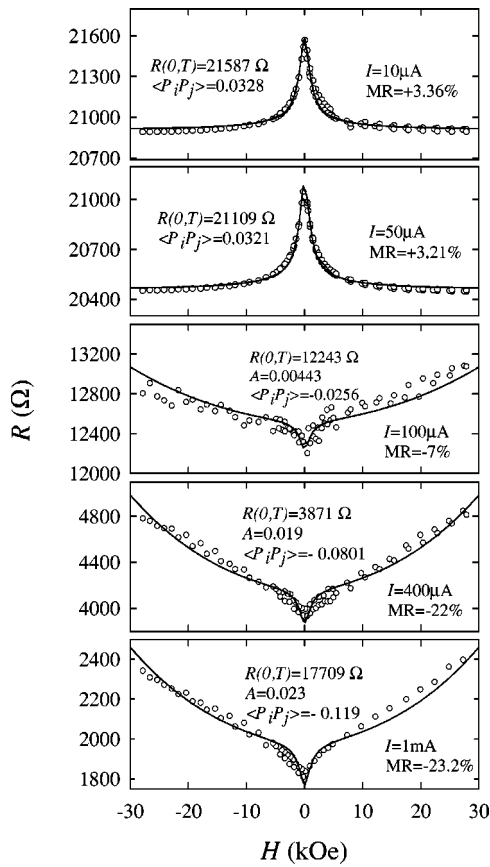 21600
21300
21000
20700
R(0,T)=21587 Ω
<PiPj>=0.0328
I=10μA
MR=+3.36%
21000
20700
20400
R(0,T)=21109 Ω
<PiPj>=0.0321
I=50μA
MR=+3.21%
13200
12800
12400
12000
R(0,T)=12243 Ω
A=0.00443
<PiPj>=-0.0256
I=100μA
MR=-7%
4800
4400
4000
R(0,T)=3871 Ω
A=0.019
<PiPj>=- 0.0801
I=400μA
MR=-22%
2400
2200
2000
1800
R(0,T)=17709 Ω
A=0.023
<PiPj>=- 0.119
I=1mA
MR=-23.2%
R (Ω)
-30 -20 -10 0 10 20 30
H (kOe)